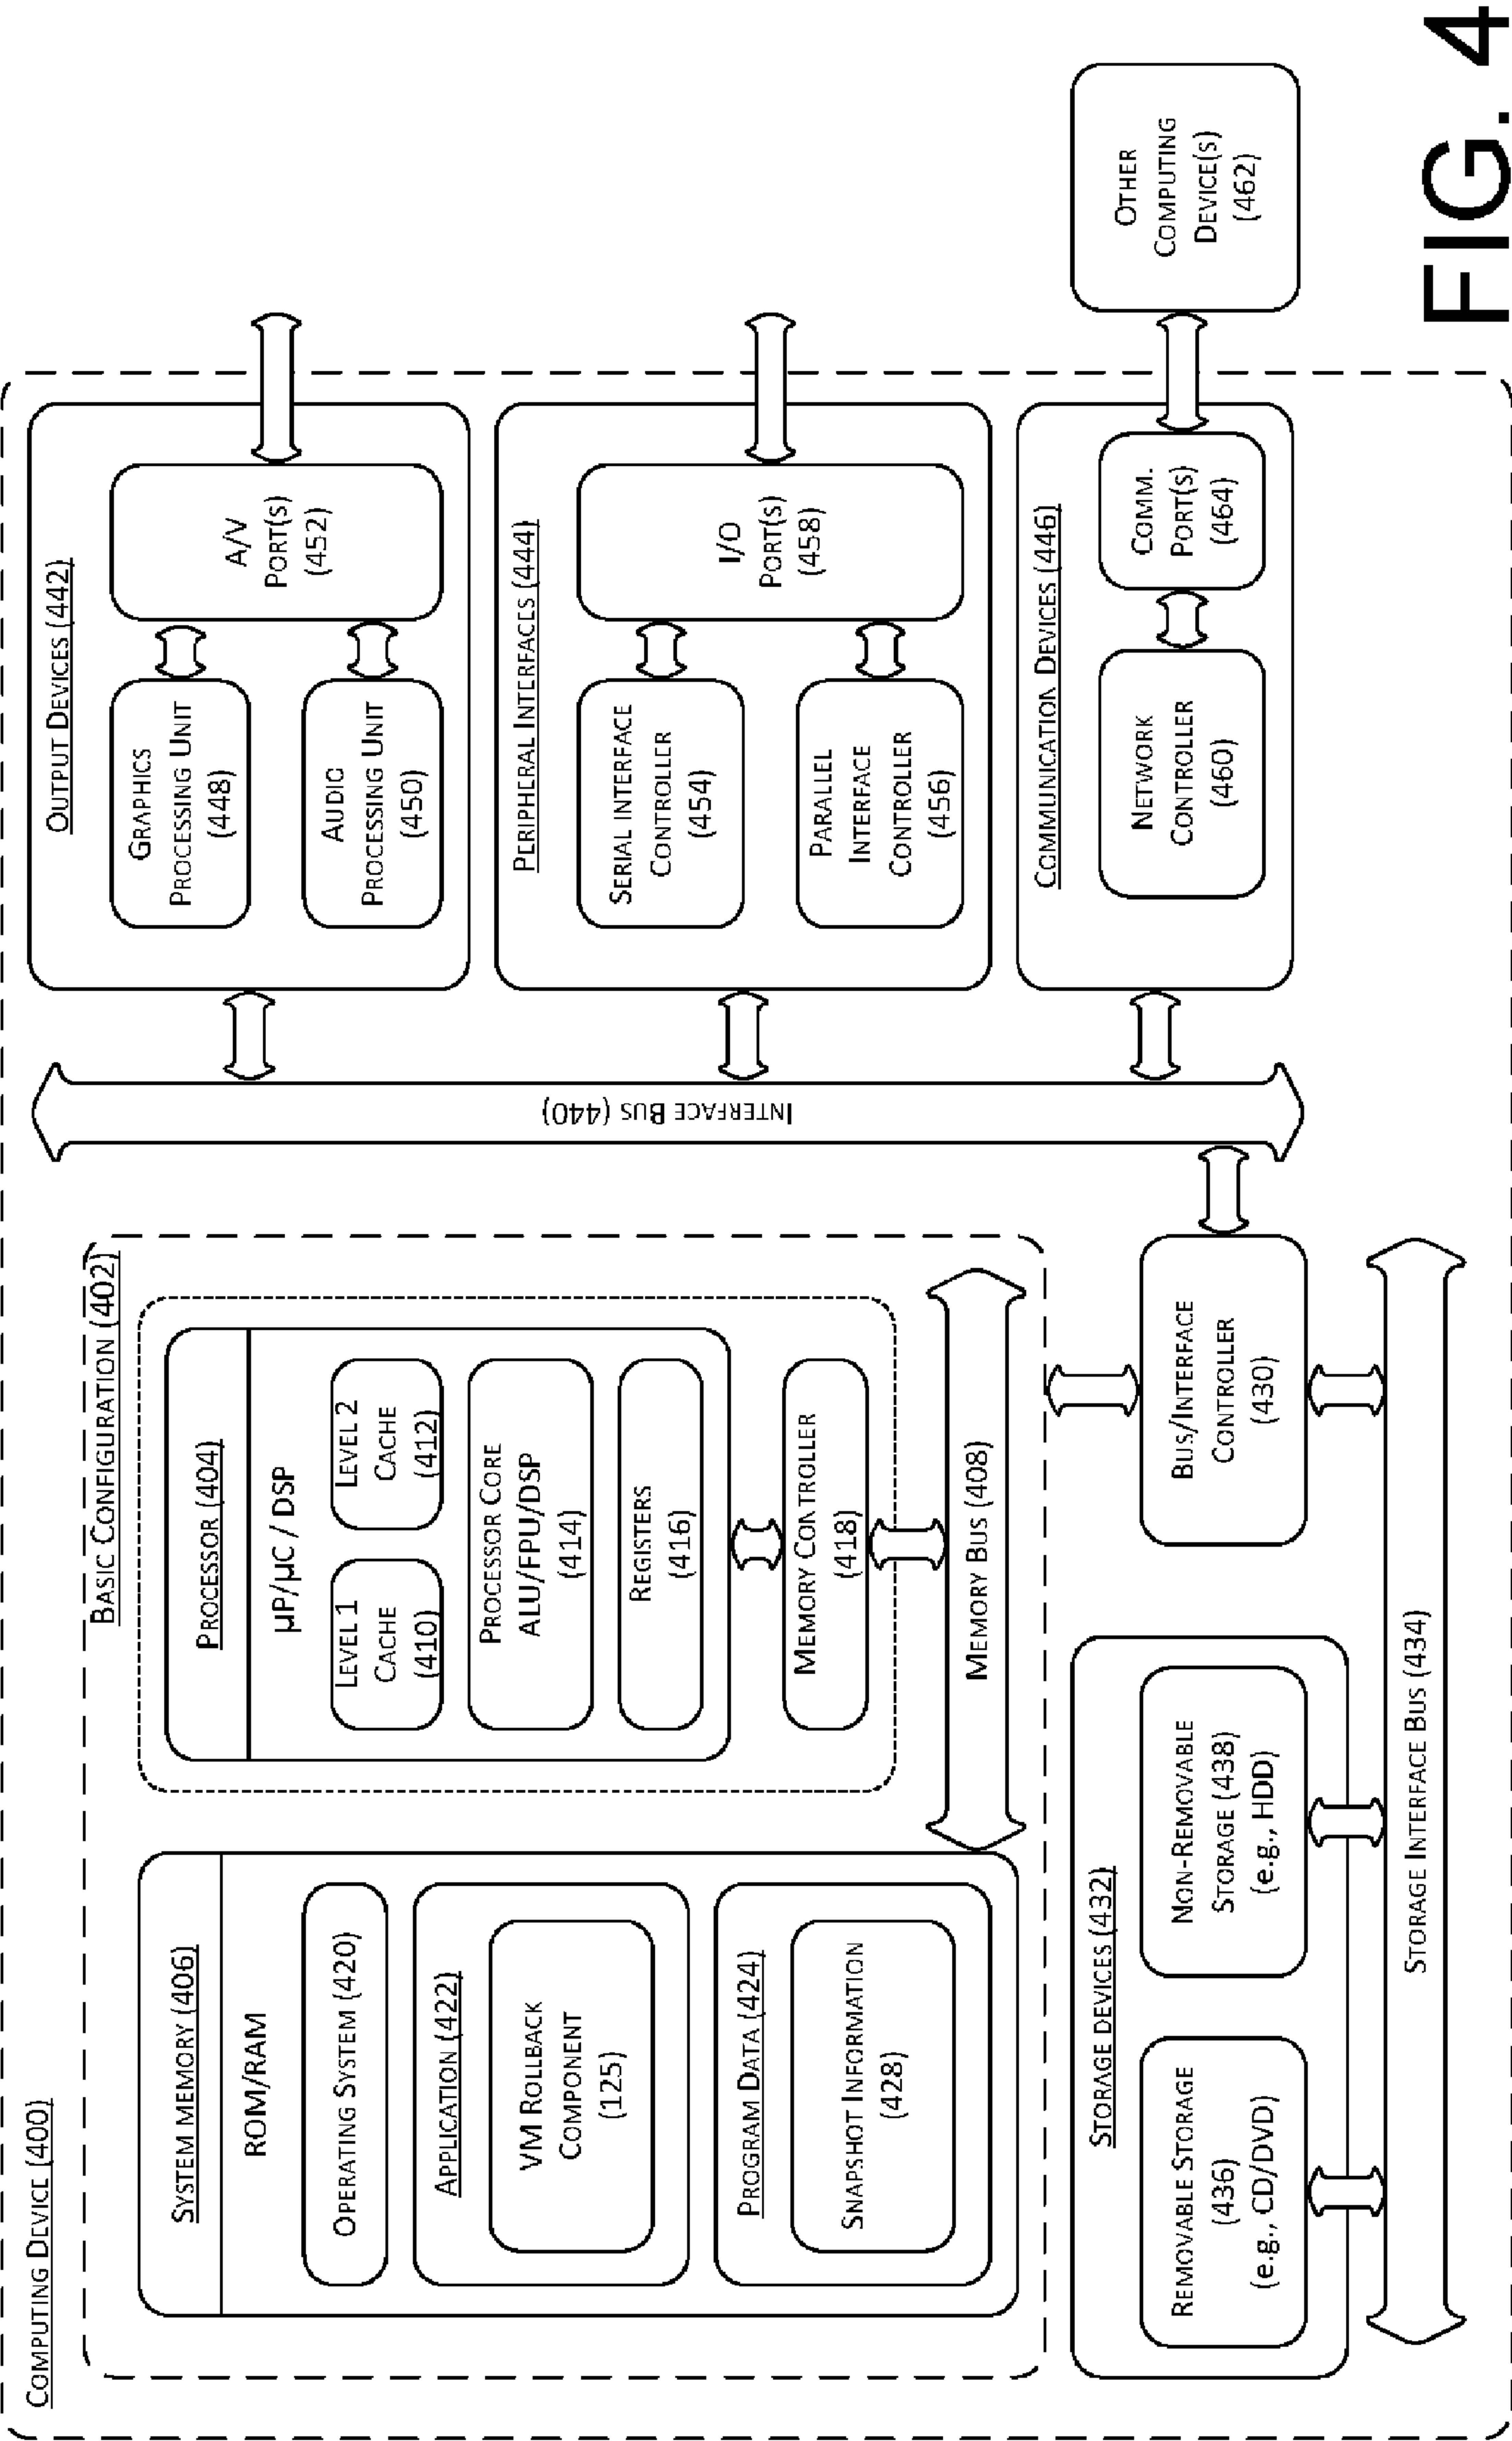 COMPUTING DEVICE (400)
BASIC CONFIGURATION (402)
SYSTEM MEMORY (406)
ROM/RAM
OPERATING SYSTEM (420)
APPLICATION (422)
VM ROLLBACK
COMPONENT
(125)
PROGRAM DATA (424)
SNAPSHOT INFORMATION
(428)
PROCESSOR (404)
µP/µC / DSP
LEVEL 1
CACHE
(410)
LEVEL 2
CACHE
(412)
PROCESSOR CORE
ALU/FPU/DSP
(414)
REGISTERS
(416)
MEMORY CONTROLLER
(418)
MEMORY BUS (408)
STORAGE DEVICES (432)
REMOVABLE STORAGE
(436)
(e.g., CD/DVD)
NON-REMOVABLE
STORAGE (438)
(e.g., HDD)
BUS/INTERFACE
CONTROLLER
(430)
STORAGE INTERFACE BUS (434)
INTERFACE BUS (440)
OUTPUT DEVICES (442)
GRAPHICS
PROCESSING UNIT
(448)
AUDIO
PROCESSING UNIT
(450)
A/V
PORT(S)
(452)
PERIPHERAL INTERFACES (444)
SERIAL INTERFACE
CONTROLLER
(454)
PARALLEL
INTERFACE
CONTROLLER
(456)
I/O
PORT(S)
(458)
COMMUNICATION DEVICES (446)
NETWORK
CONTROLLER
(460)
COMM.
PORT(S)
(464)
OTHER
COMPUTING
DEVICE(S)
(462)
FIG. 4